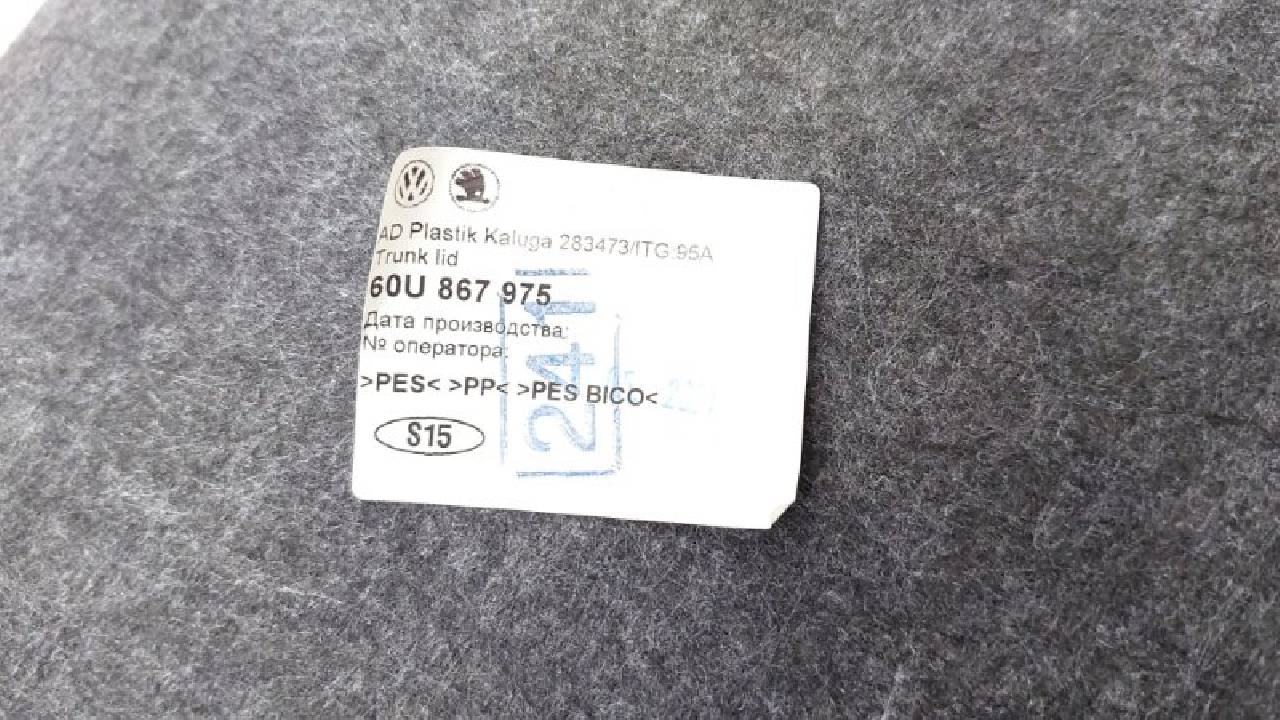 AD Plastik Kaluga 283473/ITG:95A
Trunk lid
60U 867 975
Дата производства:
№ оператора:
>PES< >PP< >PES BICO<
S15
241